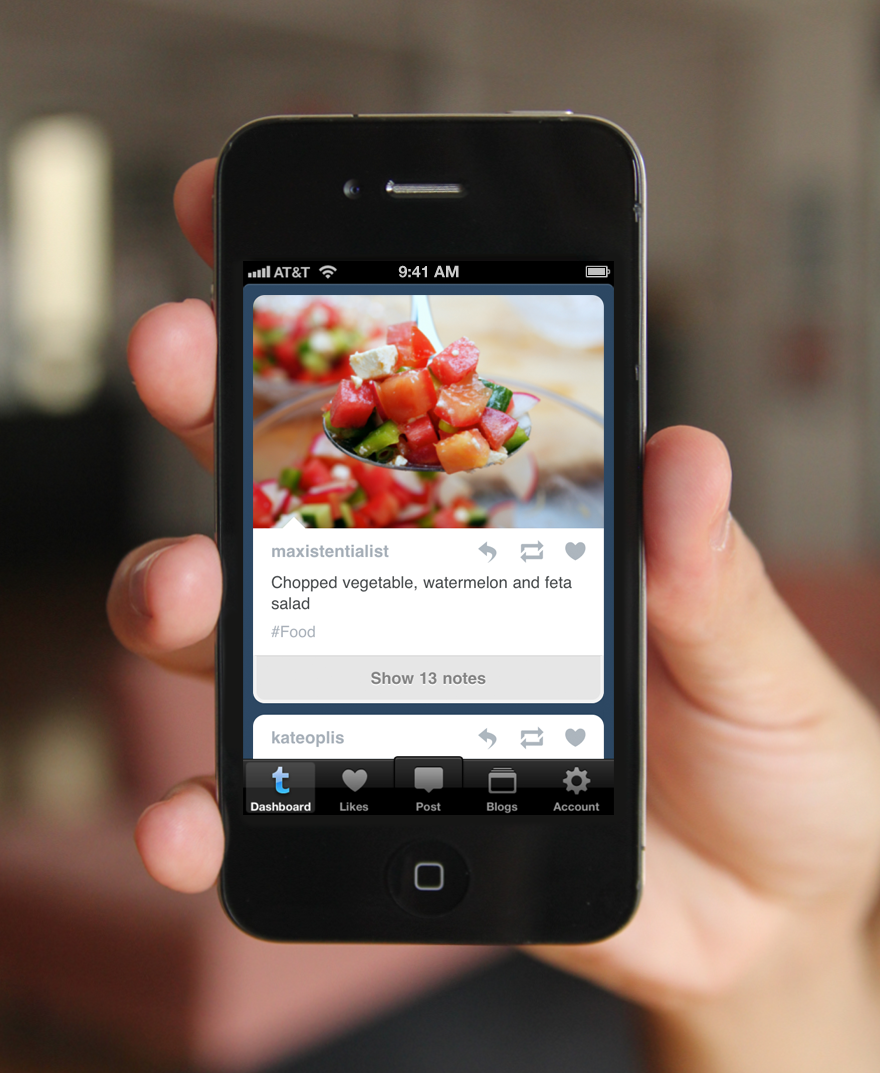 AT&T 9:41 AM
maxistentialist
Chopped vegetable, watermelon and feta
salad
#Food
Show 13 notes
kateoplis
Dashboard Likes Post Blogs Account